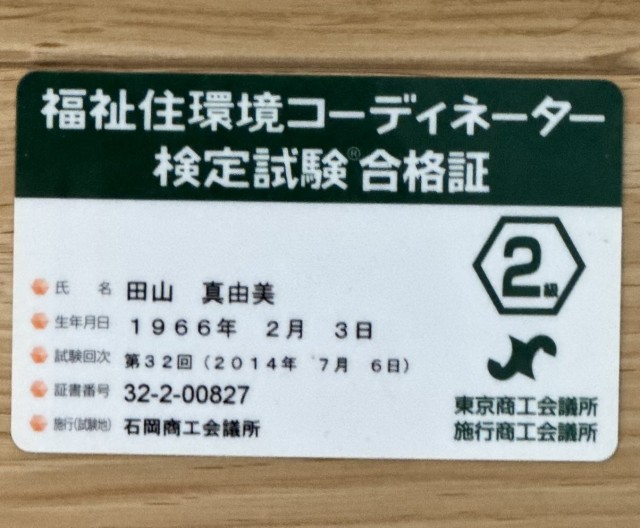 福祉住環境コーディネーター
検定試験®合格証
2級
氏名 田山 真由美
生年月日 1966年 2月 3日
試験回次 第32回(2014年 7月 6日)
証書番号 32-2-00827
施行(試験地) 石岡商工会議所
東京商工会議所
施行商工会議所